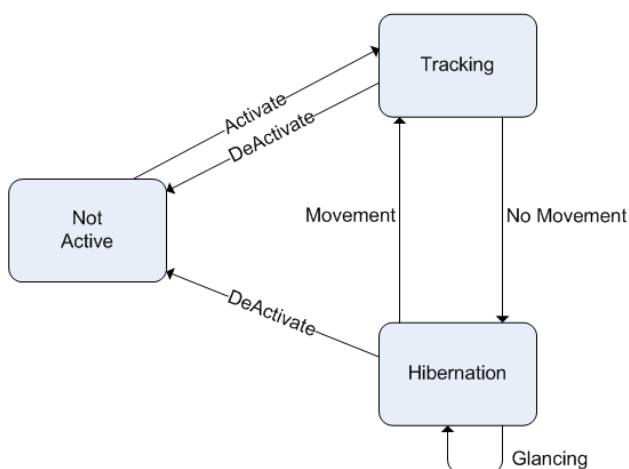 Tracking
Activate
DeActivate
Not
Active
Movement
No Movement
DeActivate
Hibernation
Glancing